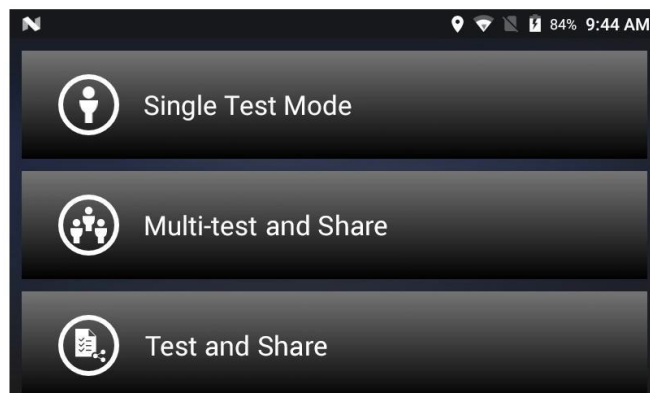 84% 9:44 AM
Single Test Mode
Multi-test and Share
Test and Share